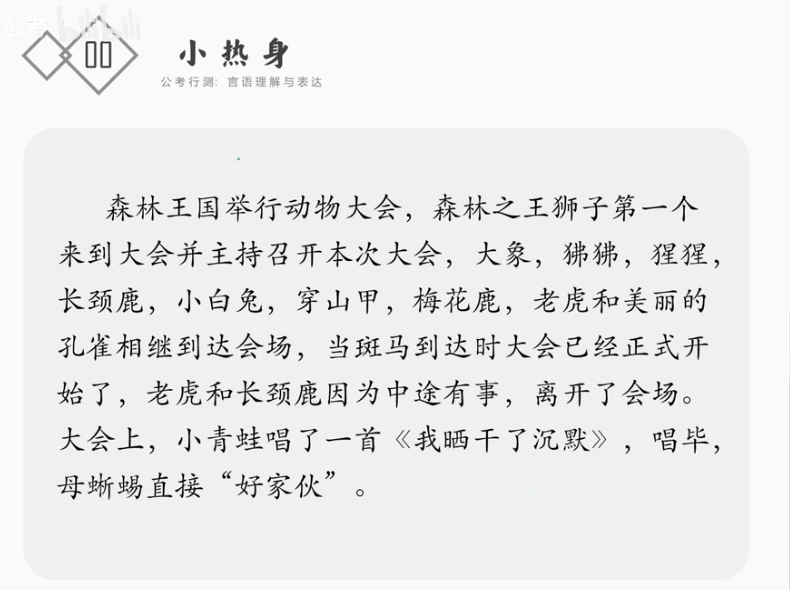 小热身
公考行测: 言语理解与表达
森林王国举行动物大会，森林之王狮子第一个
来到大会并主持召开本次大会，大象，狒狒，猩猩，
长颈鹿，小白兔，穿山甲，梅花鹿，老虎和美丽的
孔雀相继到达会场，当斑马到达时大会已经正式开
始了，老虎和长颈鹿因为中途有事，离开了会场。
大会上，小青蛙唱了一首《我晒干了沉默》，唱毕，
母蜥蜴直接“好家伙”。